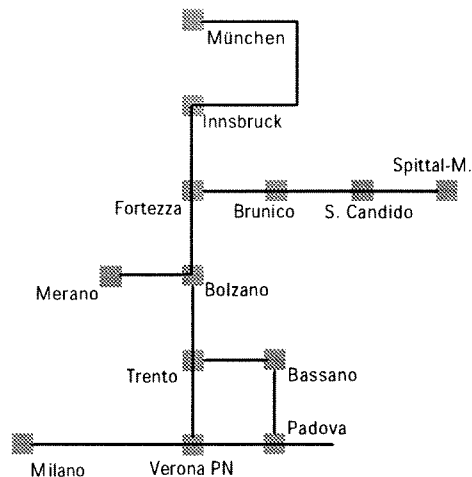 München
Innsbruck
Spittal-M.
Fortezza
Brunico
S. Candido
Merano
Bolzano
Trento
Bassano
Padova
Milano
Verona PN